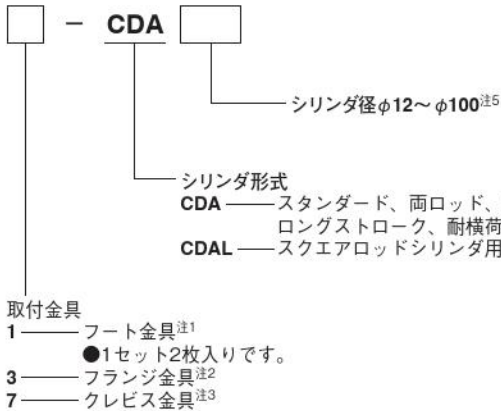 □ － CDA □
シリンダ径φ12～φ100注5
シリンダ形式
CDA スタンダード、両ロッド、
ロングストローク、耐横荷
CDAL スクエアロッドシリンダ用
取付金具
1 フート金具注1
●1セット2枚入りです。
3 フランジ金具注2
7 クレビス金具注3